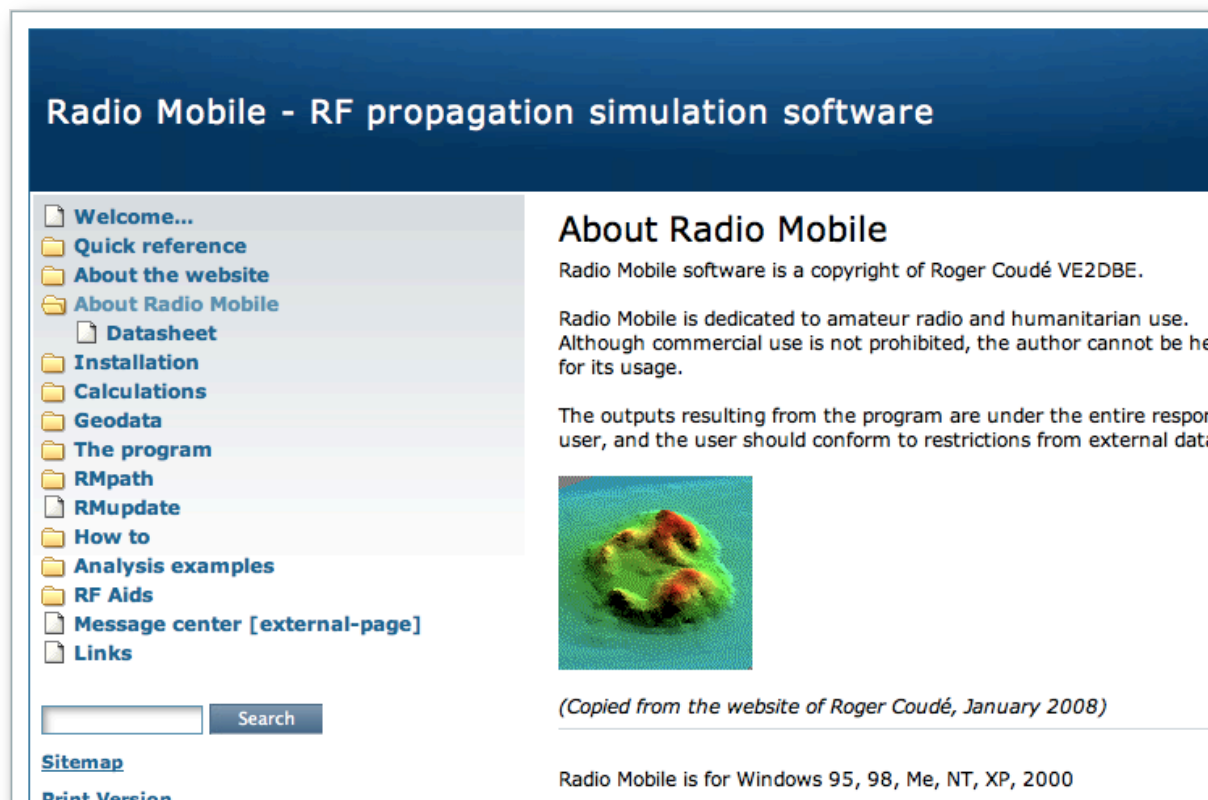 Radio Mobile - RF propagation simulation software
Welcome...
Quick reference
About the website
About Radio Mobile
Datasheet
Installation
Calculations
Geodata
The program
RMpath
RMupdate
How to
Analysis examples
RF Aids
Message center [external-page]
Links
Search
Sitemap
Print Version
About Radio Mobile
Radio Mobile software is a copyright of Roger Coudé VE2DBE.
Radio Mobile is dedicated to amateur radio and humanitarian use.
Although commercial use is not prohibited, the author cannot be
for its usage.
The outputs resulting from the program are under the entire
user, and the user should conform to restrictions from external
(Copied from the website of Roger Coudé, January 2008)
Radio Mobile is for Windows 95, 98, Me, NT, XP, 2000